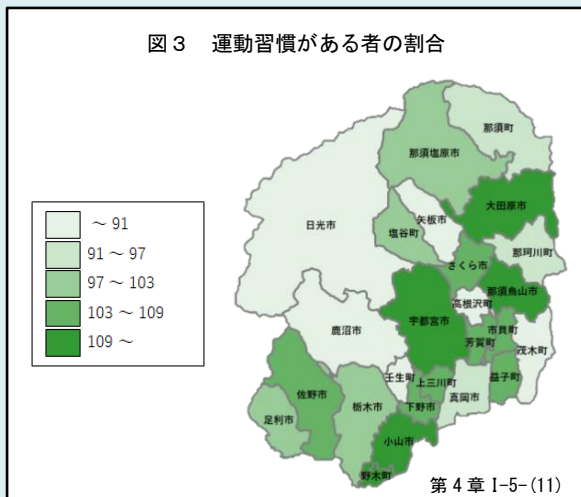 図３　運動習慣がある者の割合
～ 91
91 ～ 97
97 ～ 103
103 ～ 109
109 ～
那須町
那須塩原市
大田原市
日光市
矢板市
塩谷町
那珂川町
さくら市
那須烏山市
高根沢町
宇都宮市
市貝町
鹿沼市
芳賀町
茂木町
壬生町
上三川町
益子町
佐野市
真岡市
下野市
栃木市
足利市
小山市
野木町
第４章 I-5-(11)